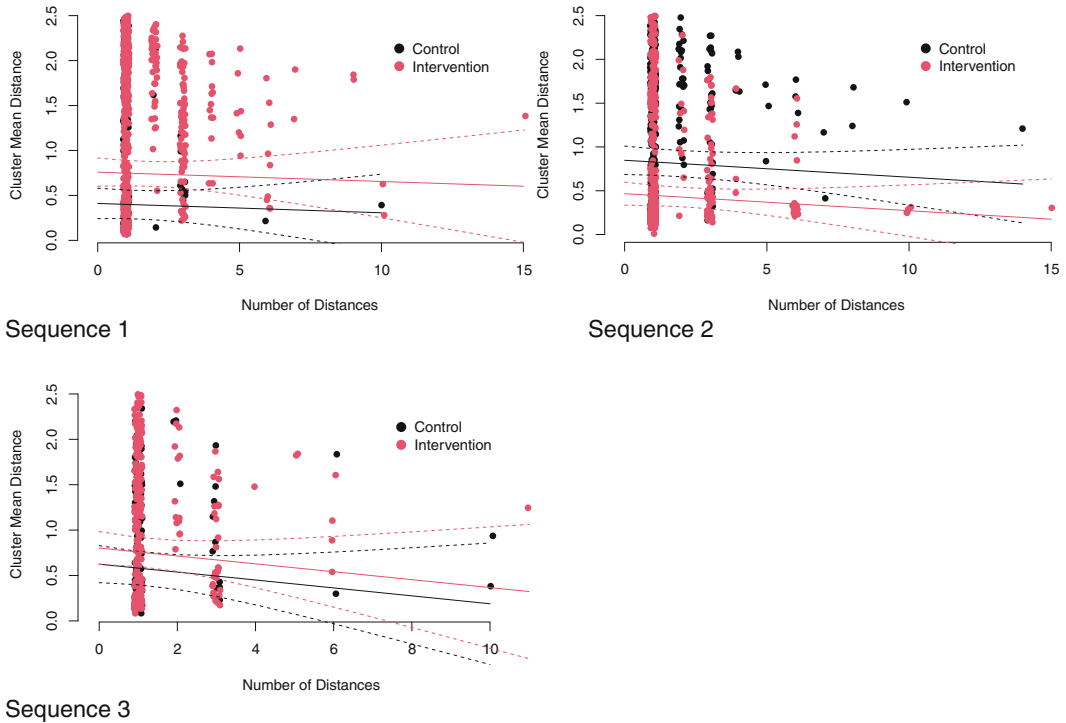 Cluster Mean Distance
0.0 0.5 1.0 1.5 2.0 2.5
Control
Intervention
0 5 10 15
Number of Distances
Sequence 1
Cluster Mean Distance
0.0 0.5 1.0 1.5 2.0 2.5
Control
Intervention
0 5 10 15
Number of Distances
Sequence 2
Cluster Mean Distance
0.0 0.5 1.0 1.5 2.0 2.5
Control
Intervention
0 2 4 6 8 10
Number of Distances
Sequence 3